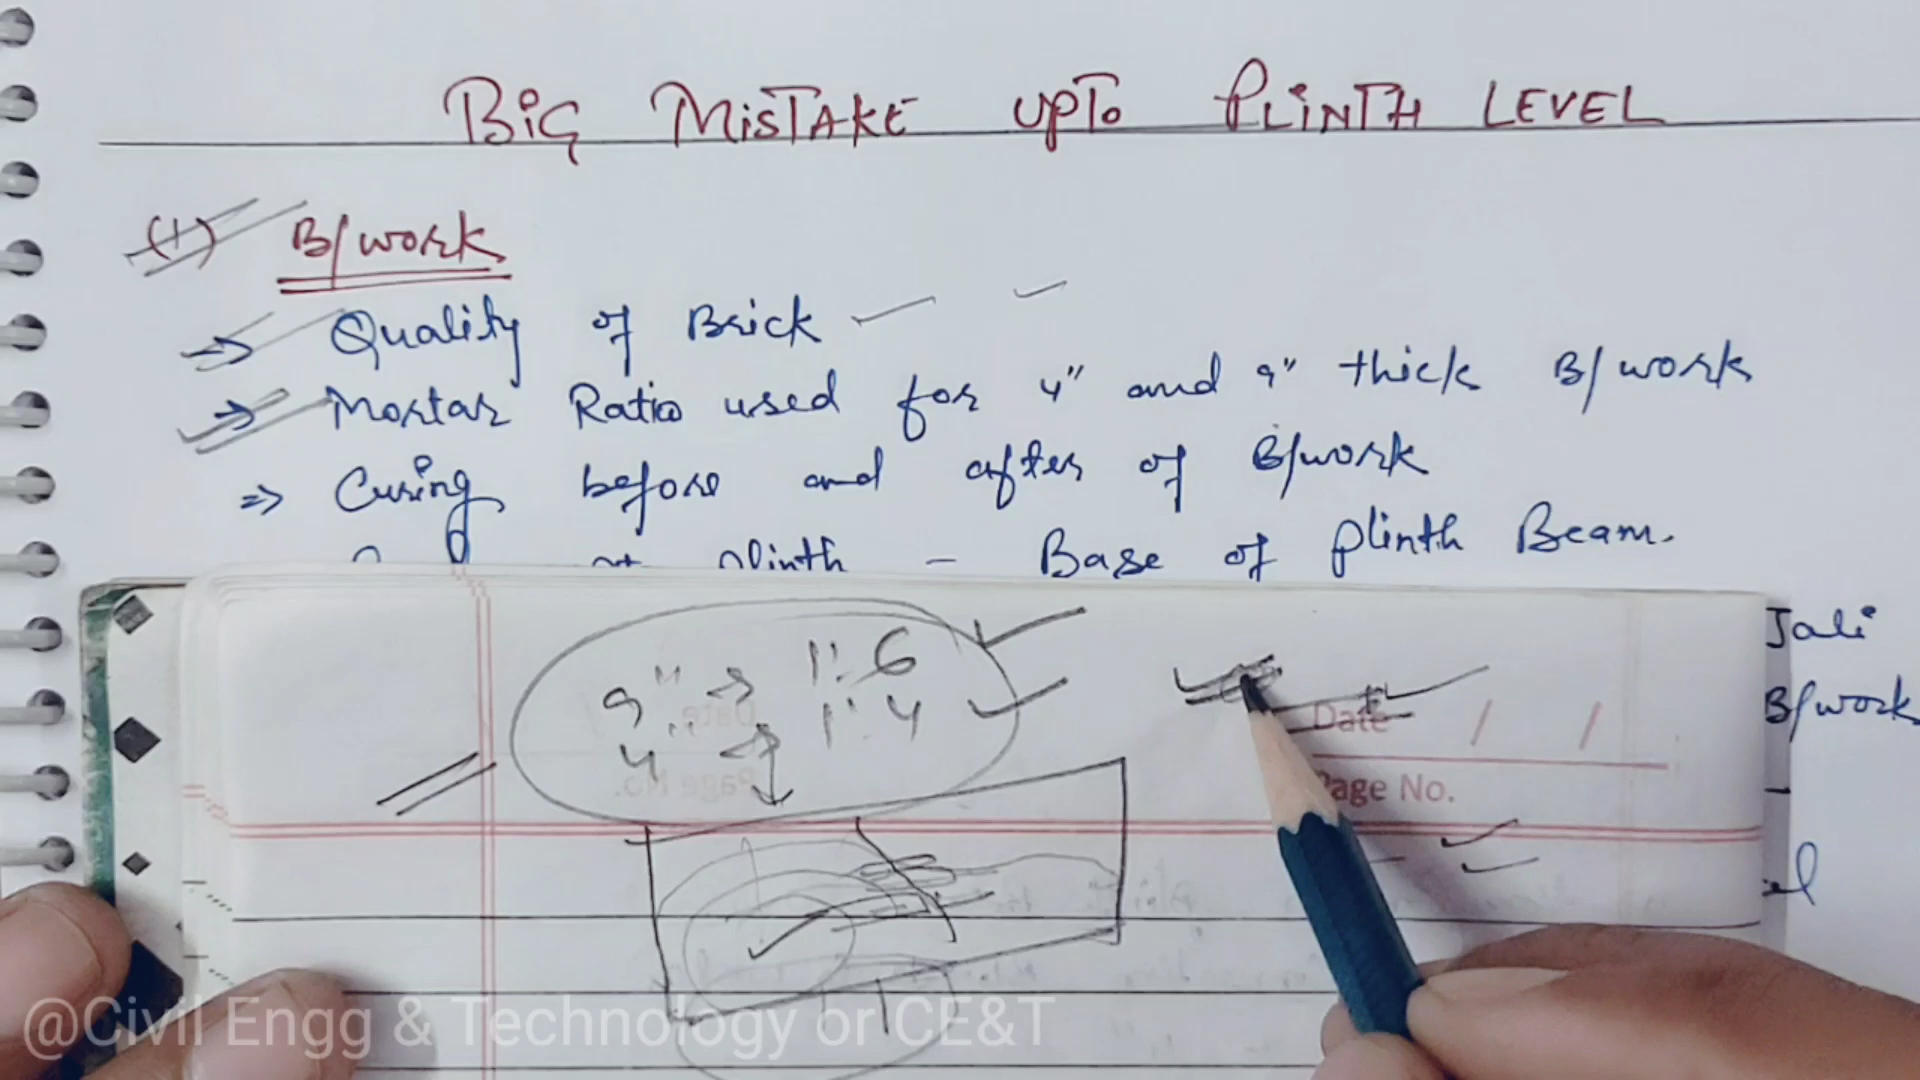 BIG MISTAKE UPTO PLINTH LEVEL
(1) B/work
⇒ Quality of Brick
⇒ Mortar Ratio used for 4" and 9" thick B/work
⇒ Curing before and after of B/work
plinth - Base of plinth Beam.
Jali
B/work
9" → 1:6
4" → 1:4
Date / /
Page No.
@Civil Engg & Technology or CE&T